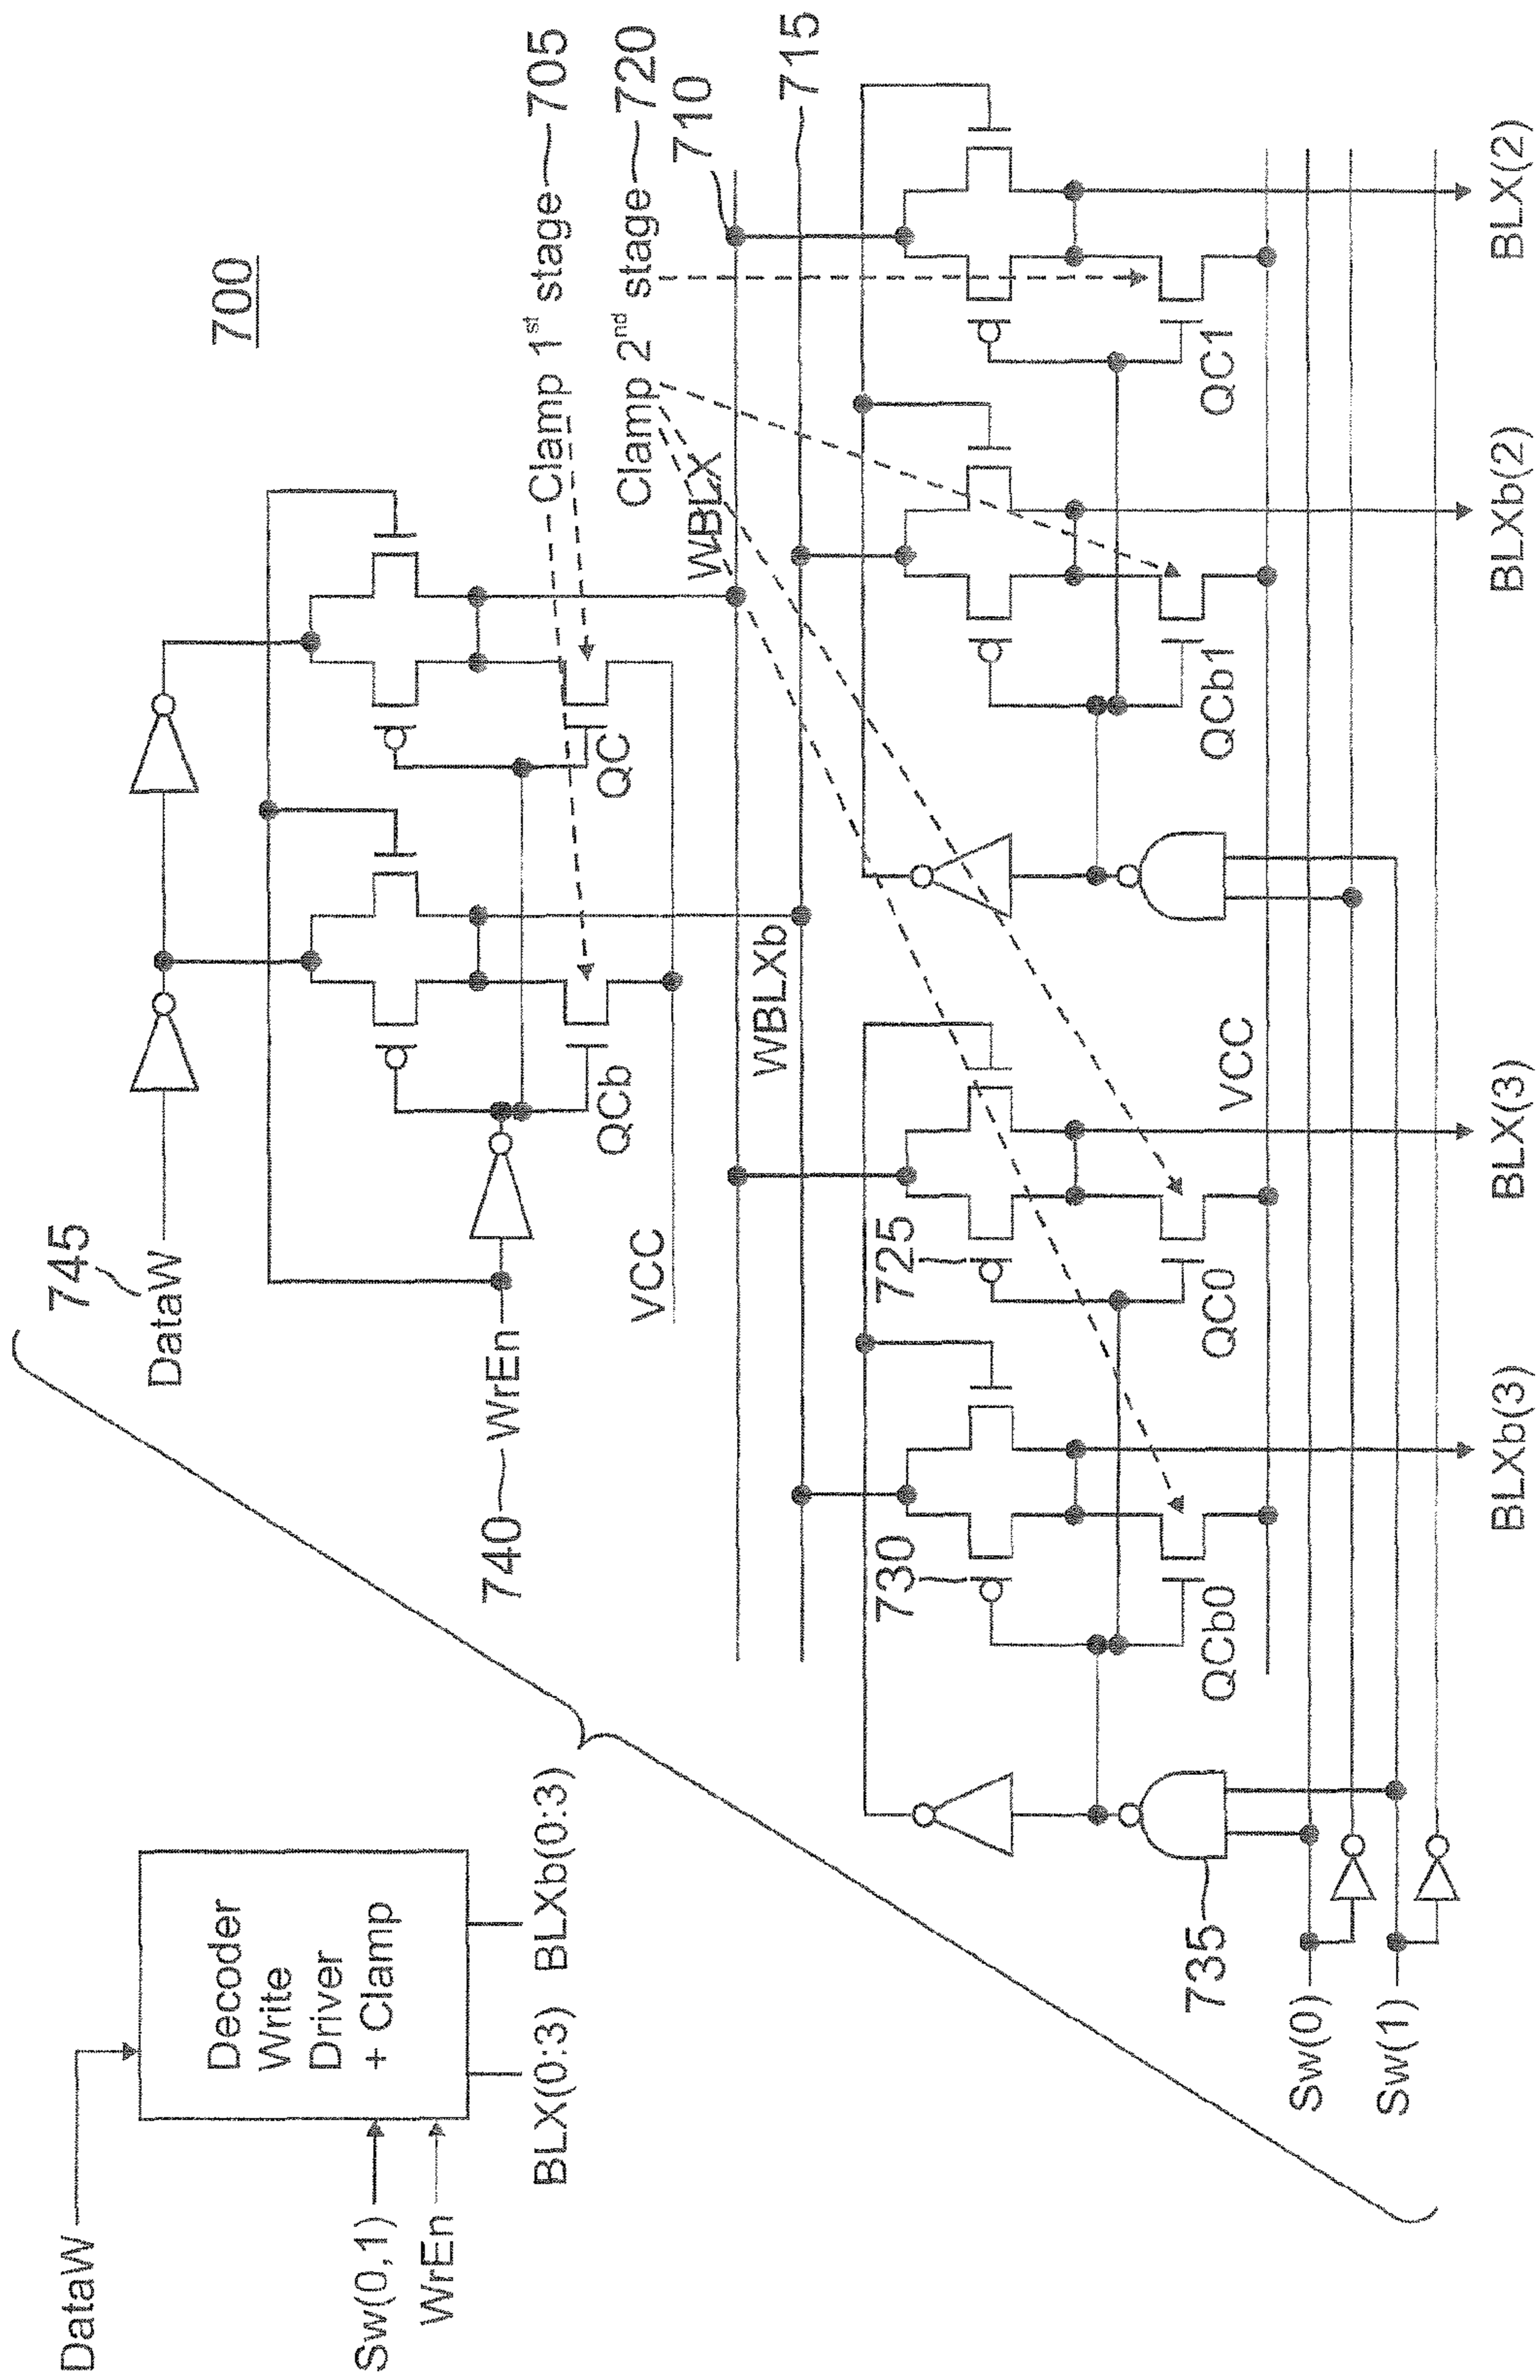 700
DataW
Sw(0,1)
WrEn
Decoder
Write
Driver
+ Clamp
BLX(0:3)
BLXb(0:3)
745
DataW
740
WrEn
VCC
QCb
QC
Clamp 1st stage
705
Clamp 2nd stage
720
710
715
WBLX
WBLXb
730
725
QCb0
QC0
VCC
QCb1
QC1
735
Sw(0)
Sw(1)
BLXb(3)
BLX(3)
BLXb(2)
BLX(2)